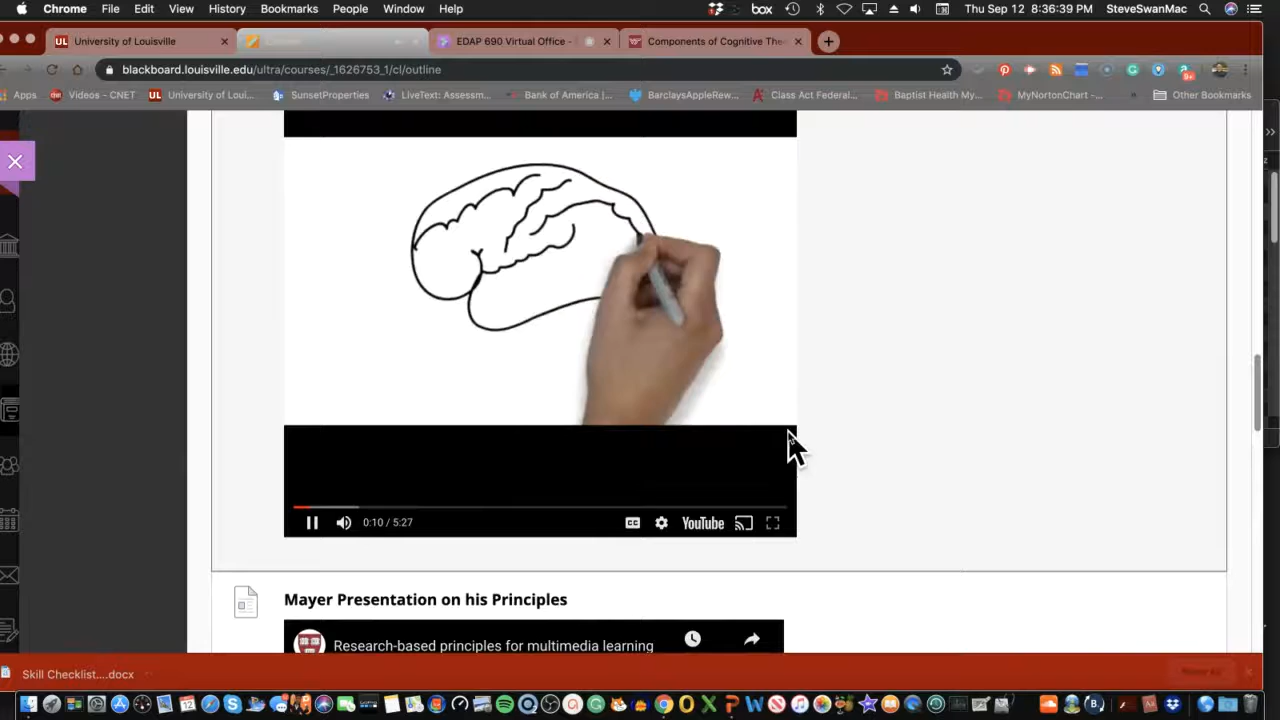 Chrome File Edit View History Bookmarks People Window Help box Thu Sep 12 8:36:39 PM SteveSwanMac
UL University of Louisville EDAP 690 Virtual Office - Components of Cognitive The
blackboard.louisville.edu/ultra/courses/_1626753_1/cl/outline
Apps Videos - CNET UL University of Loui... SunsetProperties LiveText: Assessm... Bank of America |... BarclaysAppleRew... Class Act Federal... Baptist Health My... MyNortonChart -... Other Bookmarks
0:10 / 5:27 CC YouTube
Mayer Presentation on his Principles
Research-based principles for multimedia learning
Skill Checklist....docx